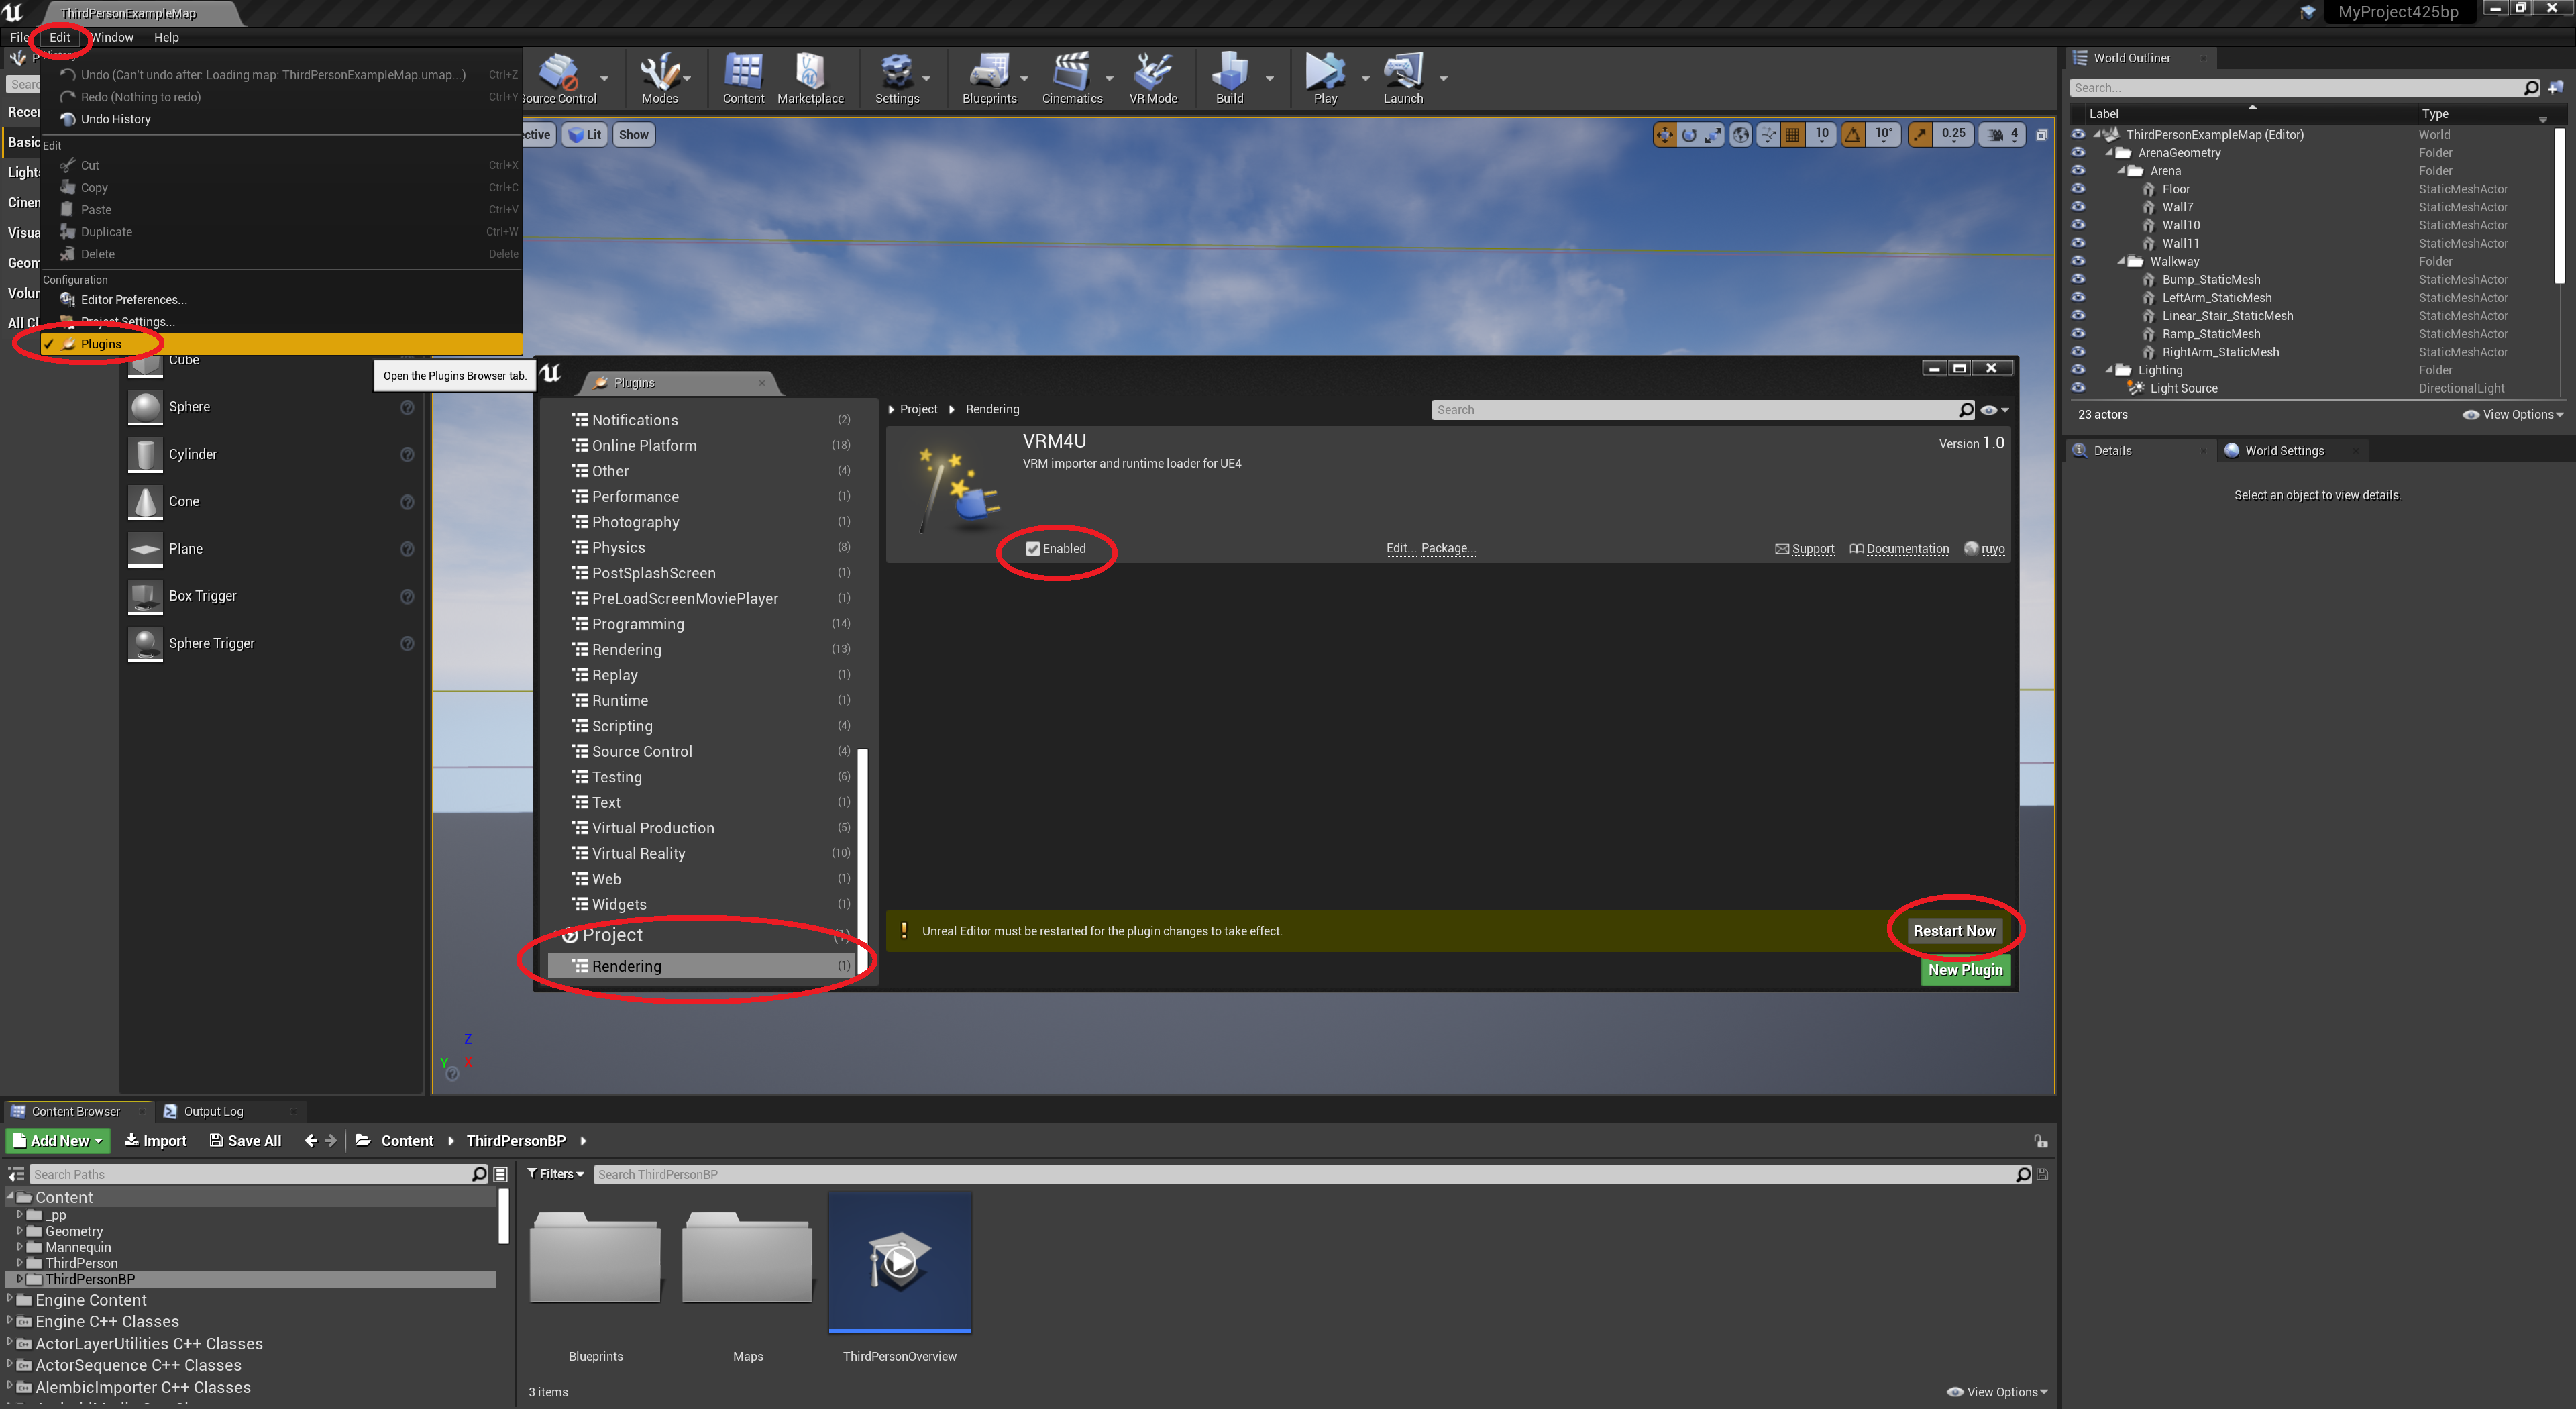 ThirdPersonExampleMap
MyProject425bp
File Edit Window Help
Undo (Can't undo after: Loading map: ThirdPersonExampleMap.umap...) Ctrl+Z
Redo (Nothing to redo) Ctrl+Y
Undo History
Edit
Cut Ctrl+X
Copy Ctrl+C
Paste Ctrl+V
Duplicate Ctrl+W
Delete Delete
Configuration
Editor Preferences...
Project Settings...
Plugins
Open the Plugins Browser tab.
Cube
Sphere
Cylinder
Cone
Plane
Box Trigger
Sphere Trigger
Source Control
Modes
Content
Marketplace
Settings
Blueprints
Cinematics
VR Mode
Build
Play
Launch
Lit
Show
10
10°
0.25
4
Plugins
Notifications (2)
Online Platform (18)
Other (4)
Performance (1)
Photography (1)
Physics (8)
PostSplashScreen (1)
PreLoadScreenMoviePlayer (1)
Programming (14)
Rendering (13)
Replay (1)
Runtime (1)
Scripting (4)
Source Control (4)
Testing (6)
Text (1)
Virtual Production (5)
Virtual Reality (10)
Web (1)
Widgets (1)
Project (1)
Rendering (1)
Project Rendering
Search
VRM4U
Version 1.0
VRM importer and runtime loader for UE4
Enabled
Edit... Package...
Support Documentation ruyo
Unreal Editor must be restarted for the plugin changes to take effect.
Restart Now
New Plugin
Z
Y
X
World Outliner
Search...
Label Type
ThirdPersonExampleMap (Editor) World
ArenaGeometry Folder
Arena Folder
Floor StaticMeshActor
Wall7 StaticMeshActor
Wall10 StaticMeshActor
Wall11 StaticMeshActor
Walkway Folder
Bump_StaticMesh StaticMeshActor
LeftArm_StaticMesh StaticMeshActor
Linear_Stair_StaticMesh StaticMeshActor
Ramp_StaticMesh StaticMeshActor
RightArm_StaticMesh StaticMeshActor
Lighting Folder
Light Source DirectionalLight
23 actors
View Options
Details
World Settings
Select an object to view details.
Content Browser
Output Log
Add New Import Save All Content ThirdPersonBP
Search Paths
Filters
Search ThirdPersonBP
Content
_pp
Geometry
Mannequin
ThirdPerson
ThirdPersonBP
Engine Content
Engine C++ Classes
ActorLayerUtilities C++ Classes
ActorSequence C++ Classes
AlembicImporter C++ Classes
Blueprints
Maps
ThirdPersonOverview
3 items
View Options